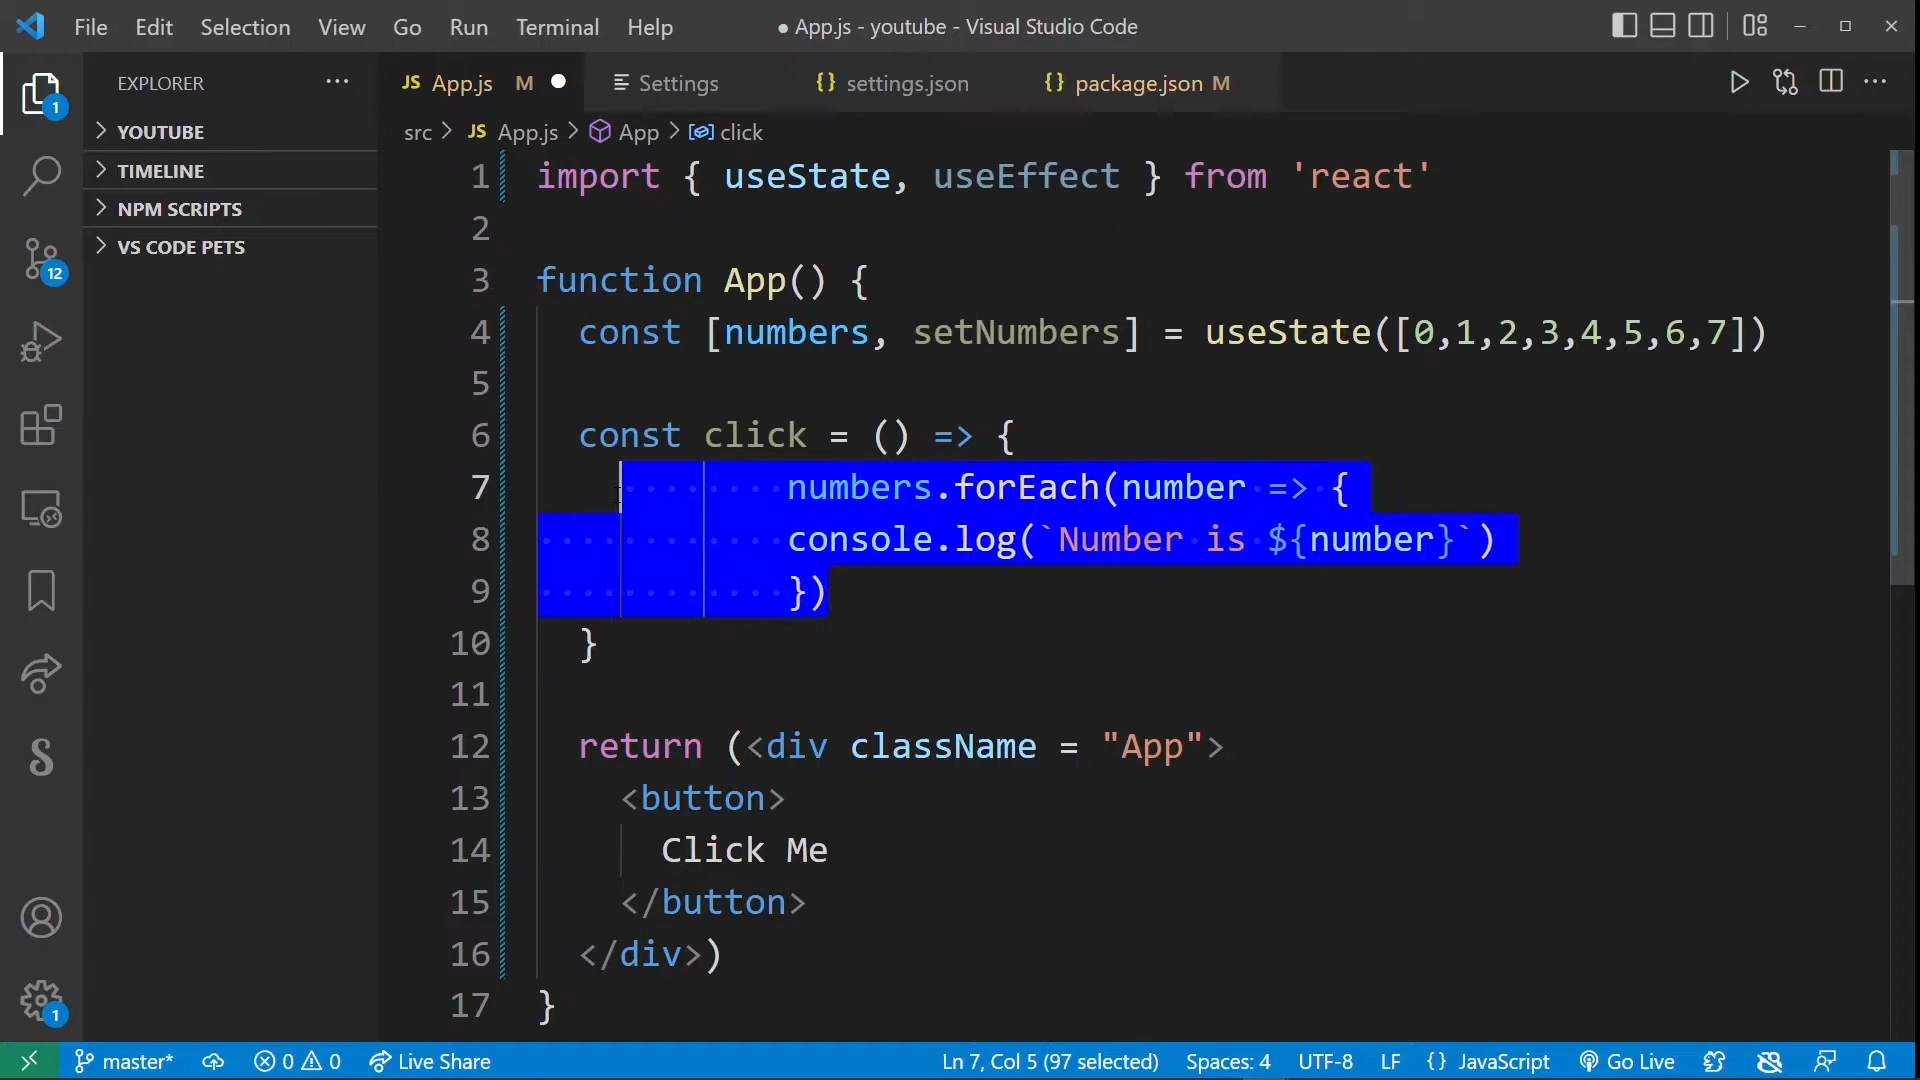 File Edit Selection View Go Run Terminal Help ● App.js - youtube - Visual Studio Code
EXPLORER ···
JS App.js M Settings {} settings.json {} package.json M
YOUTUBE
TIMELINE
NPM SCRIPTS
VS CODE PETS
src > JS App.js > App > click
1 import { useState, useEffect } from 'react'
2
3 function App() {
4 const [numbers, setNumbers] = useState([0,1,2,3,4,5,6,7])
5
6 const click = () => {
7 numbers.forEach(number => {
8 console.log(`Number is ${number}`)
9 })
10 }
11
12 return (<div className = "App">
13 <button>
14 Click Me
15 </button>
16 </div>)
17 }
1
12
1
master* 0 0 Live Share Ln 7, Col 5 (97 selected) Spaces: 4 UTF-8 LF {} JavaScript Go Live